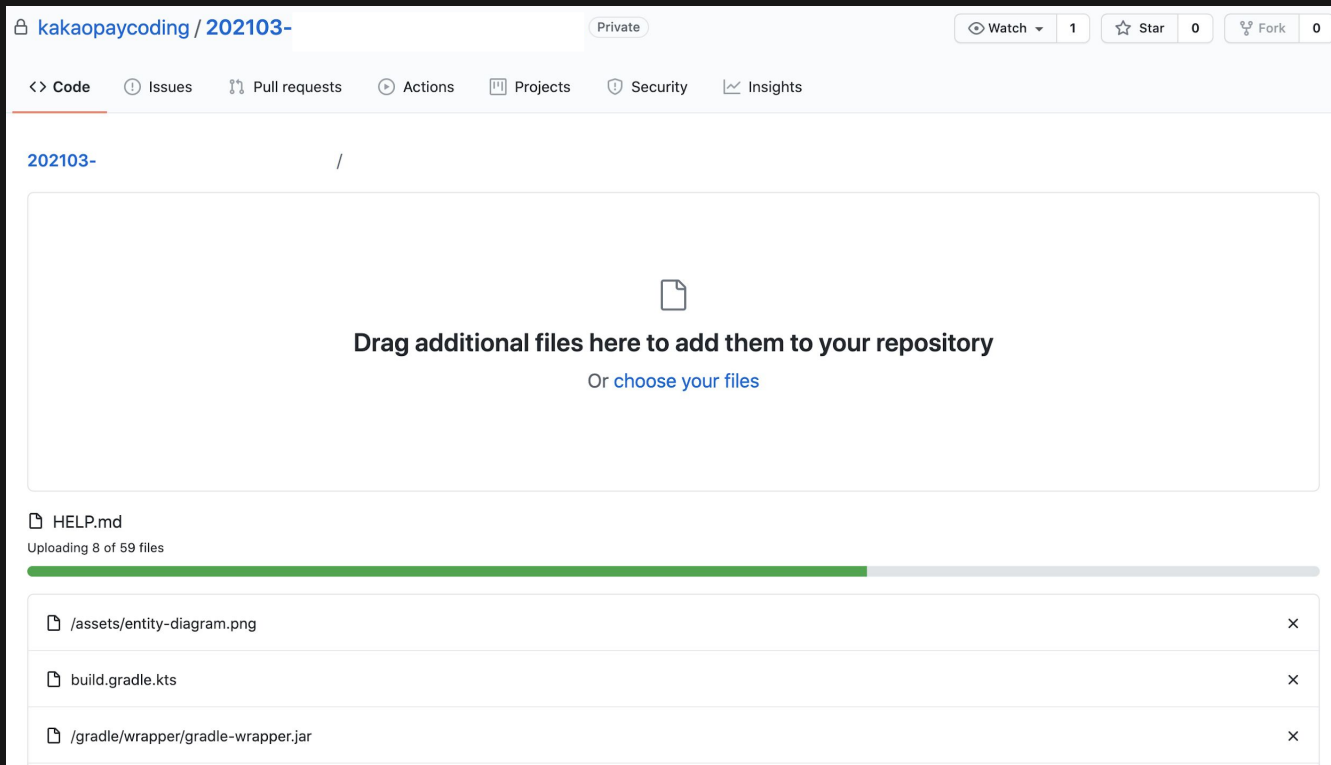 kakaopaycoding / 202103- Private Watch 1 Star 0 Fork 0
Code Issues Pull requests Actions Projects Security Insights
202103- /
Drag additional files here to add them to your repository
Or choose your files
HELP.md
Uploading 8 of 59 files
/assets/entity-diagram.png
build.gradle.kts
/gradle/wrapper/gradle-wrapper.jar